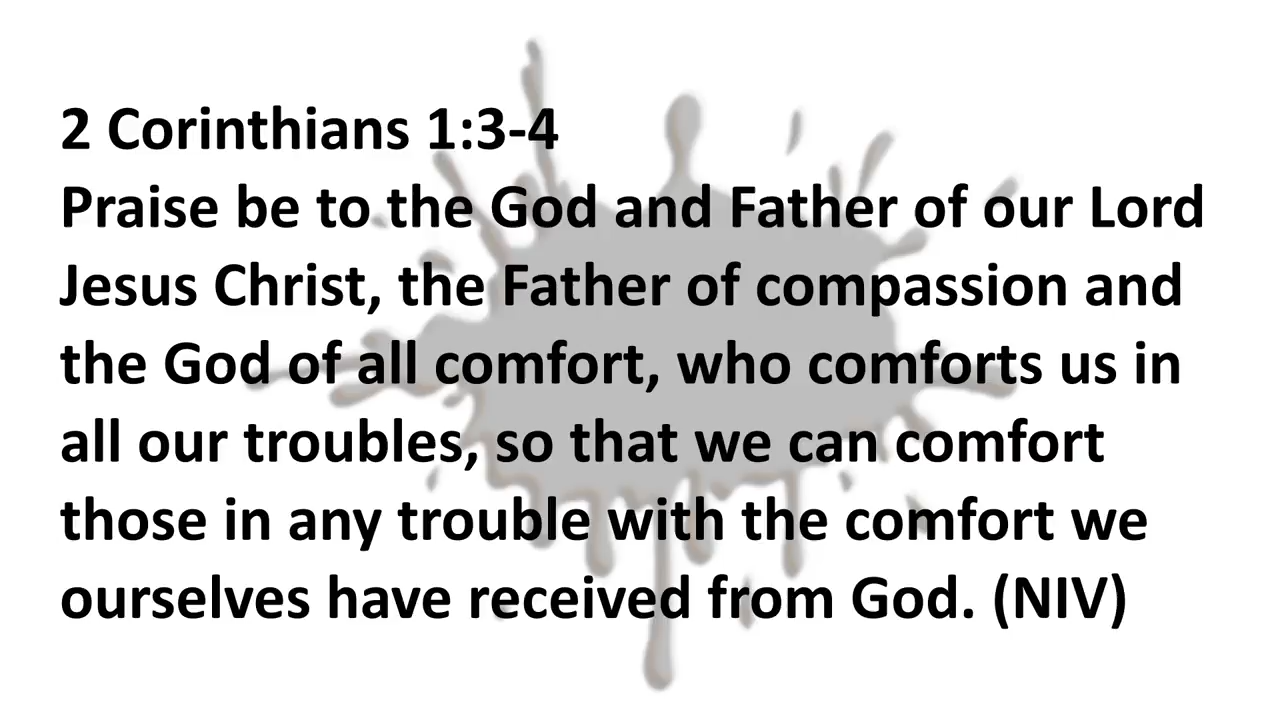 2 Corinthians 1:3-4
Praise be to the God and Father of our Lord
Jesus Christ, the Father of compassion and
the God of all comfort, who comforts us in
all our troubles, so that we can comfort
those in any trouble with the comfort we
ourselves have received from God. (NIV)